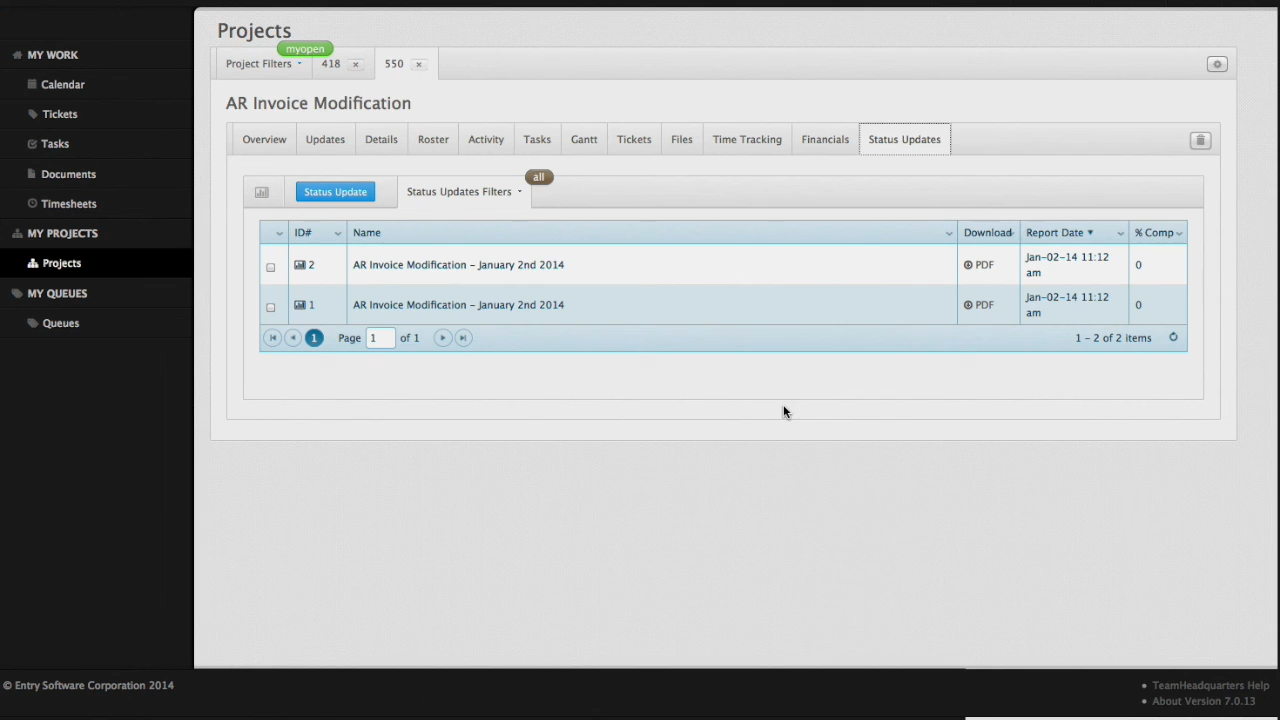 Projects
myopen
Project Filters 418 × 550 ×
AR Invoice Modification
Overview Updates Details Roster Activity Tasks Gantt Tickets Files Time Tracking Financials Status Updates
all
Status Update Status Updates Filters
ID# Name Download Report Date % Comp
2 AR Invoice Modification – January 2nd 2014 PDF Jan-02-14 11:12 am 0
1 AR Invoice Modification – January 2nd 2014 PDF Jan-02-14 11:12 am 0
1 Page 1 of 1 1 – 2 of 2 items
MY WORK
Calendar
Tickets
Tasks
Documents
Timesheets
MY PROJECTS
Projects
MY QUEUES
Queues
© Entry Software Corporation 2014
• TeamHeadquarters Help
• About Version 7.0.13